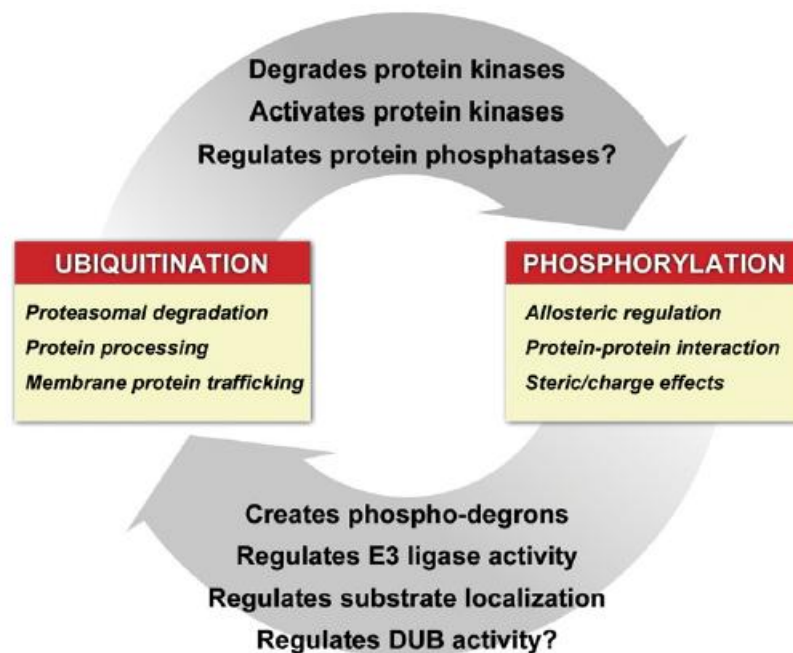 Degrades protein kinases
Activates protein kinases
Regulates protein phosphatases?
UBIQUITINATION
Proteasomal degradation
Protein processing
Membrane protein trafficking
PHOSPHORYLATION
Allosteric regulation
Protein-protein interaction
Steric/charge effects
Creates phospho-degrons
Regulates E3 ligase activity
Regulates substrate localization
Regulates DUB activity?